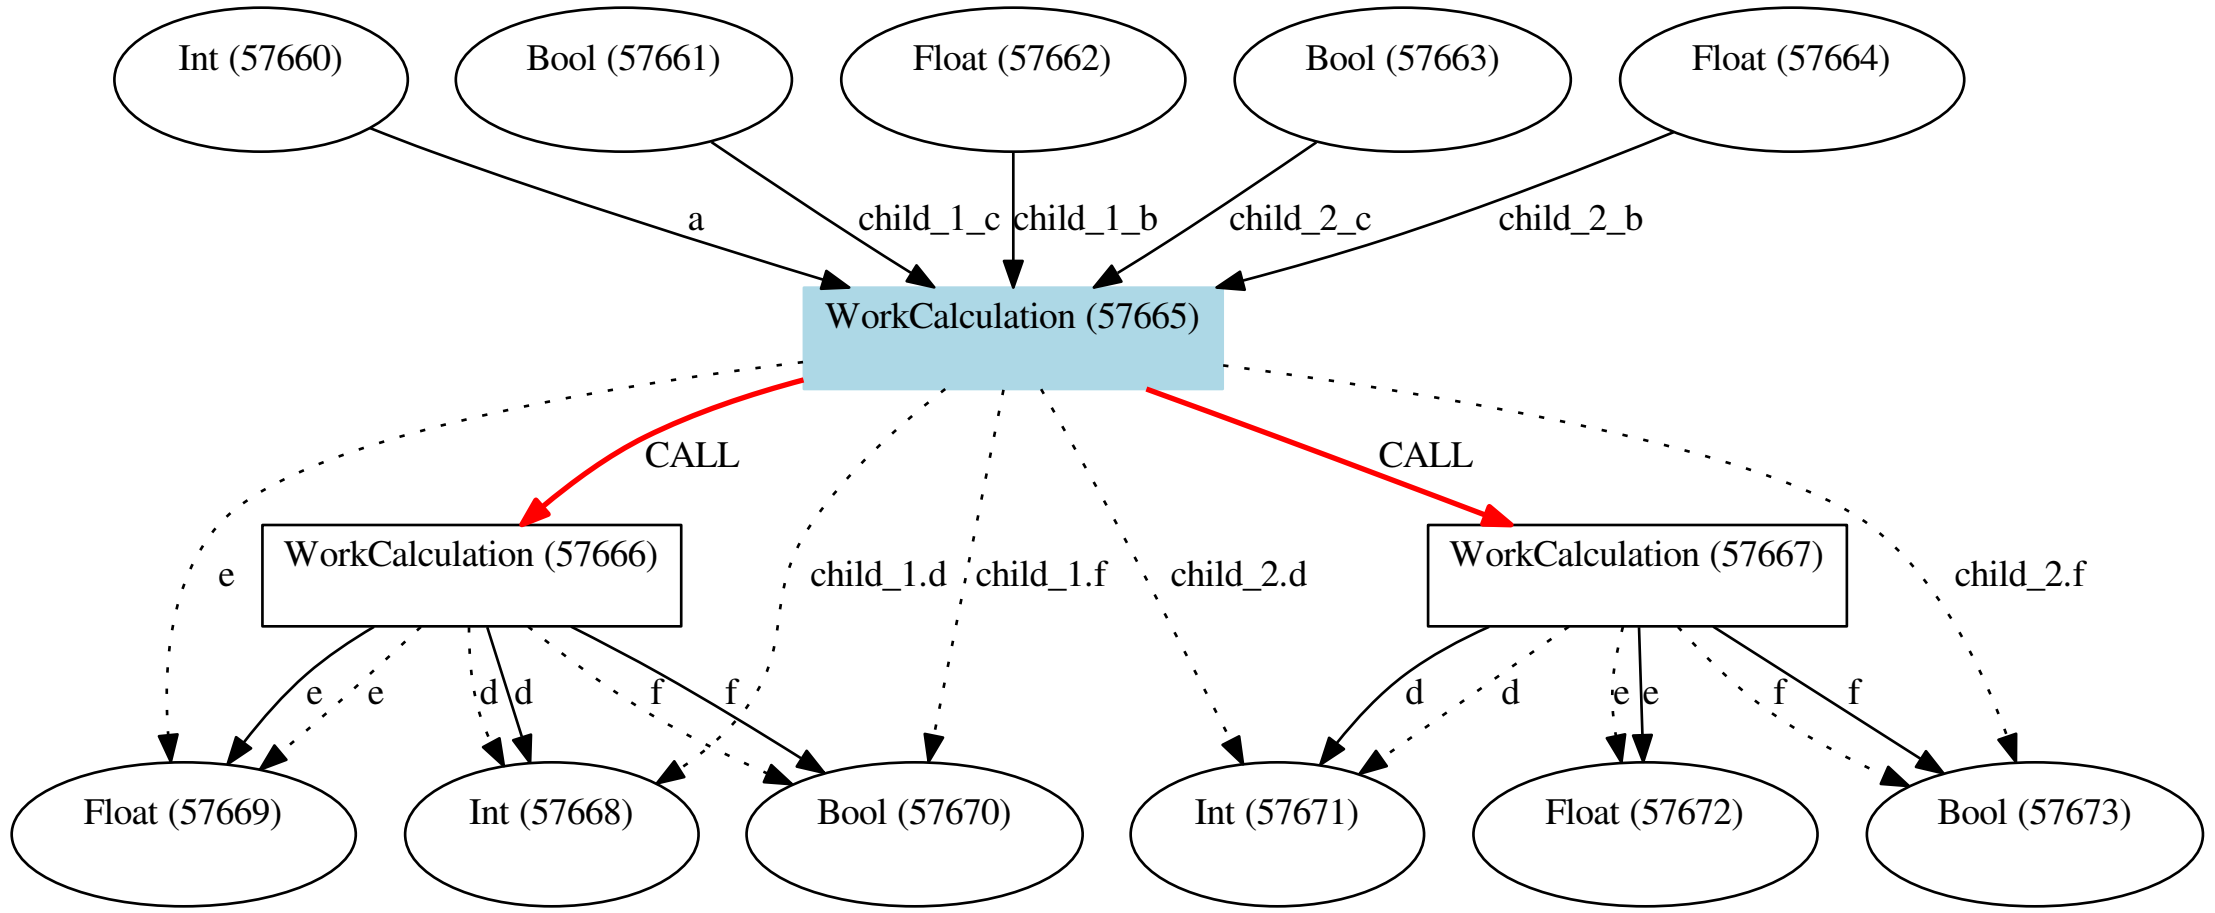 Int (57660)
Bool (57661)
Float (57662)
Bool (57663)
Float (57664)
a
child_1_c
child_1_b
child_2_c
child_2_b
WorkCalculation (57665)
CALL
CALL
WorkCalculation (57666)
WorkCalculation (57667)
e
child_1.d
child_1.f
child_2.d
child_2.f
e
e
d
d
f
f
d
d
e
e
f
f
Float (57669)
Int (57668)
Bool (57670)
Int (57671)
Float (57672)
Bool (57673)